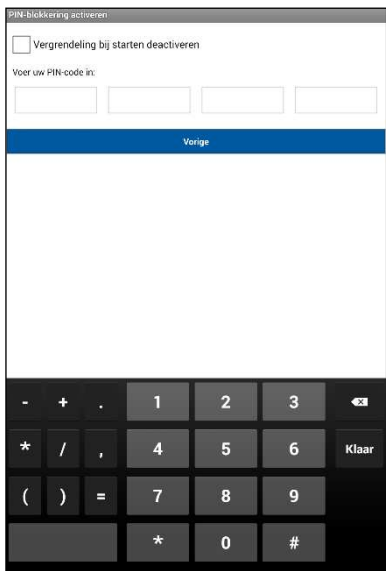 PIN-blokkering activeren
Vergrendeling bij starten deactiveren
Voer uw PIN-code in:
Vorige
- + . 1 2 3
* / , 4 5 6 Klaar
( ) = 7 8 9
* 0 #